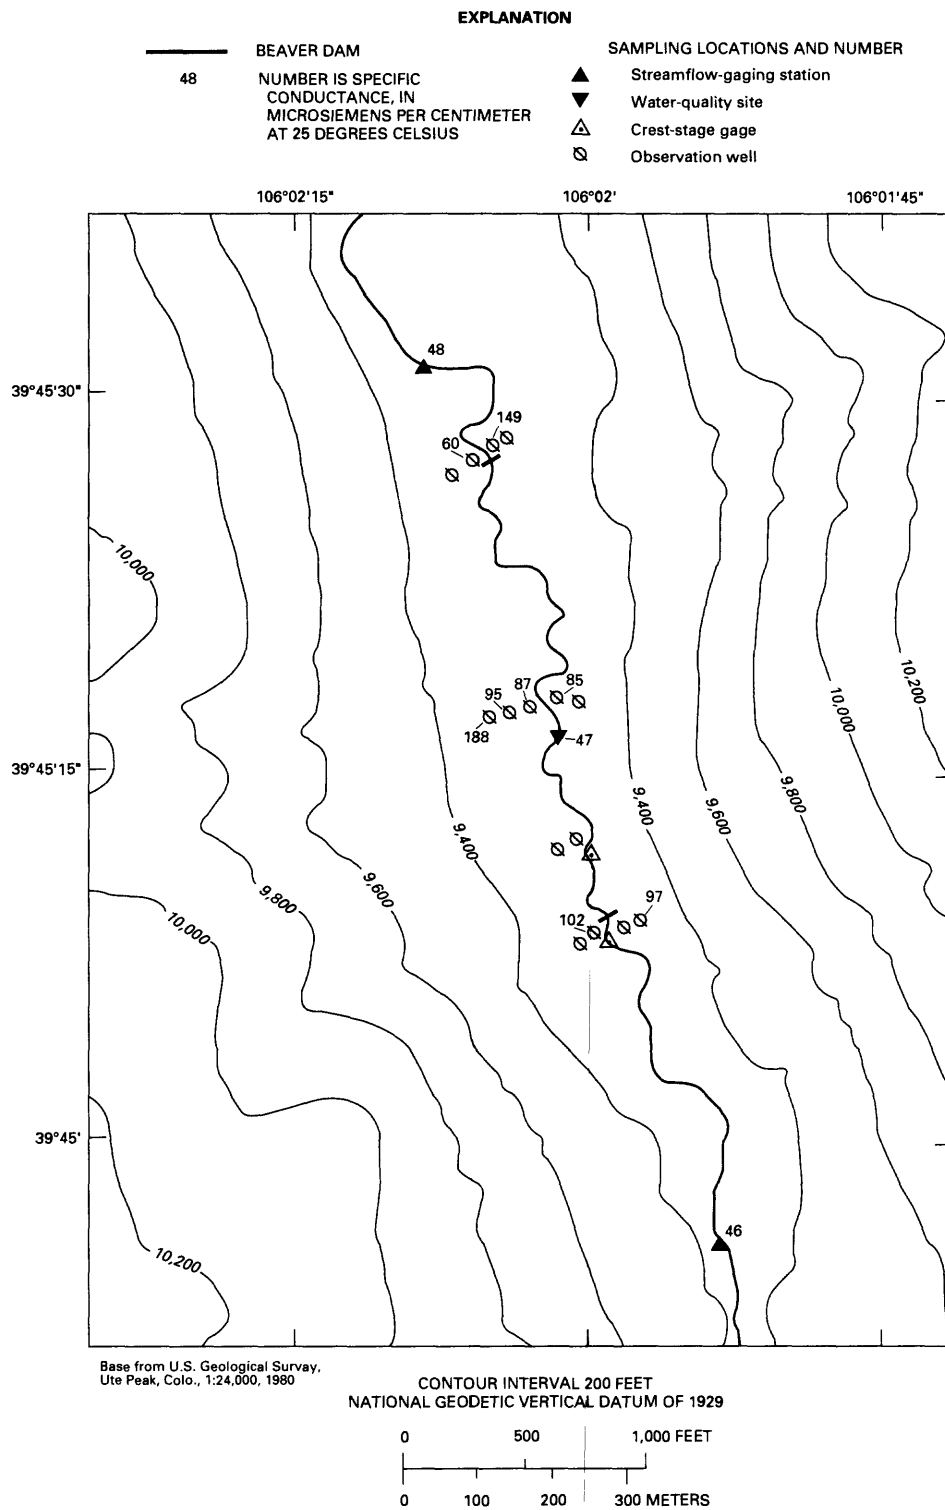 EXPLANATION
BEAVER DAM
48
NUMBER IS SPECIFIC
CONDUCTANCE, IN
MICROSIEMENS PER CENTIMETER
AT 25 DEGREES CELSIUS
SAMPLING LOCATIONS AND NUMBER
Streamflow-gaging station
Water-quality site
Crest-stage gage
Observation well
106°02'15"
106°02'
106°01'45"
48
39°45'30"
149
60
10,000
87
85
95
188
47
10,200
10,000
39°45'15"
9,400
9,400
9,600
9,800
9,600
9,800
10,000
97
102
39°45'
46
10,200
Base from U.S. Geological Survay,
Ute Peak, Colo., 1:24,000, 1980
CONTOUR INTERVAL 200 FEET
NATIONAL GEODETIC VERTICAL DATUM OF 1929
0 500 1,000 FEET
0 100 200 300 METERS